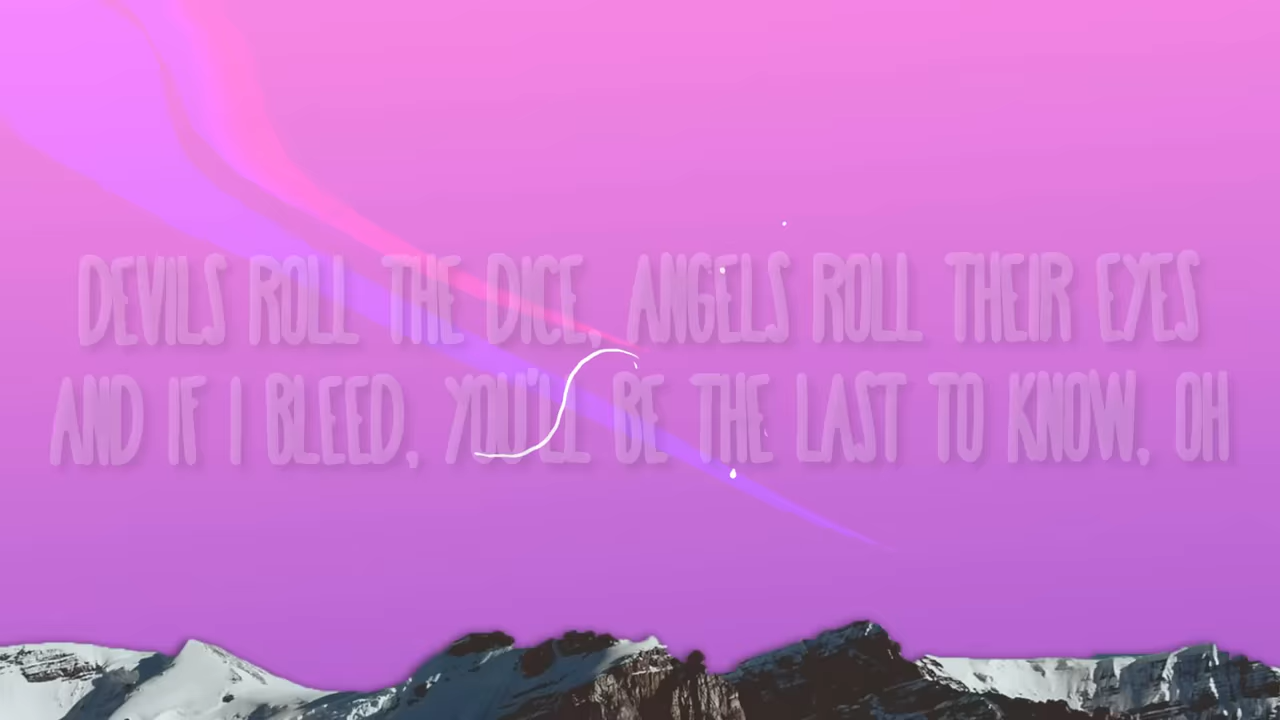 DEVILS ROLL THE DICE, ANGELS ROLL THEIR EYES
AND IF I BLEED, YOU'LL BE THE LAST TO KNOW, OH